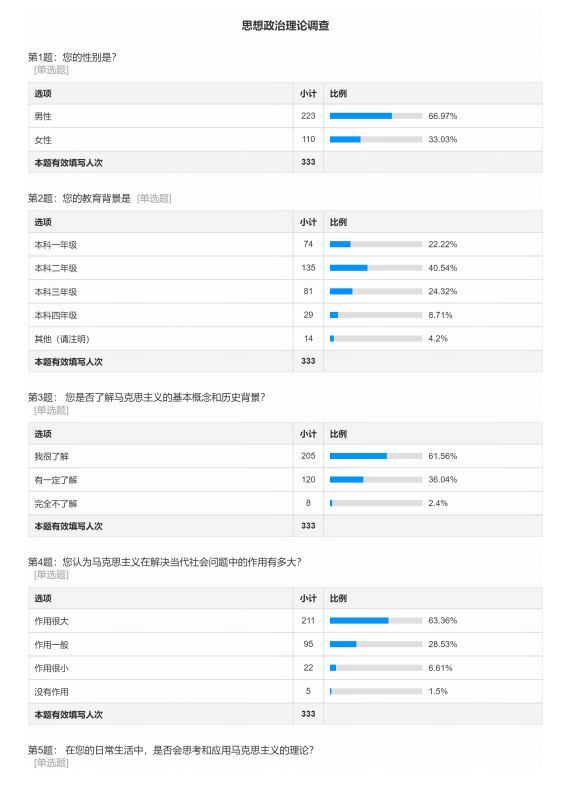 思想政治理论调查
第1题：您的性别是？
[单选题]
选项 小计 比例
男性 223 66.97%
女性 110 33.03%
本题有效填写人次 333
第2题：您的教育背景是 [单选题]
选项 小计 比例
本科一年级 74 22.22%
本科二年级 135 40.54%
本科三年级 81 24.32%
本科四年级 29 8.71%
其他（请注明） 14 4.2%
本题有效填写人次 333
第3题： 您是否了解马克思主义的基本概念和历史背景？
[单选题]
选项 小计 比例
我很了解 205 61.56%
有一定了解 120 36.04%
完全不了解 8 2.4%
本题有效填写人次 333
第4题：您认为马克思主义在解决当代社会问题中的作用有多大？
[单选题]
选项 小计 比例
作用很大 211 63.36%
作用一般 95 28.53%
作用很小 22 6.61%
没有作用 5 1.5%
本题有效填写人次 333
第5题： 在您的日常生活中，是否会思考和应用马克思主义的理论？
[单选题]